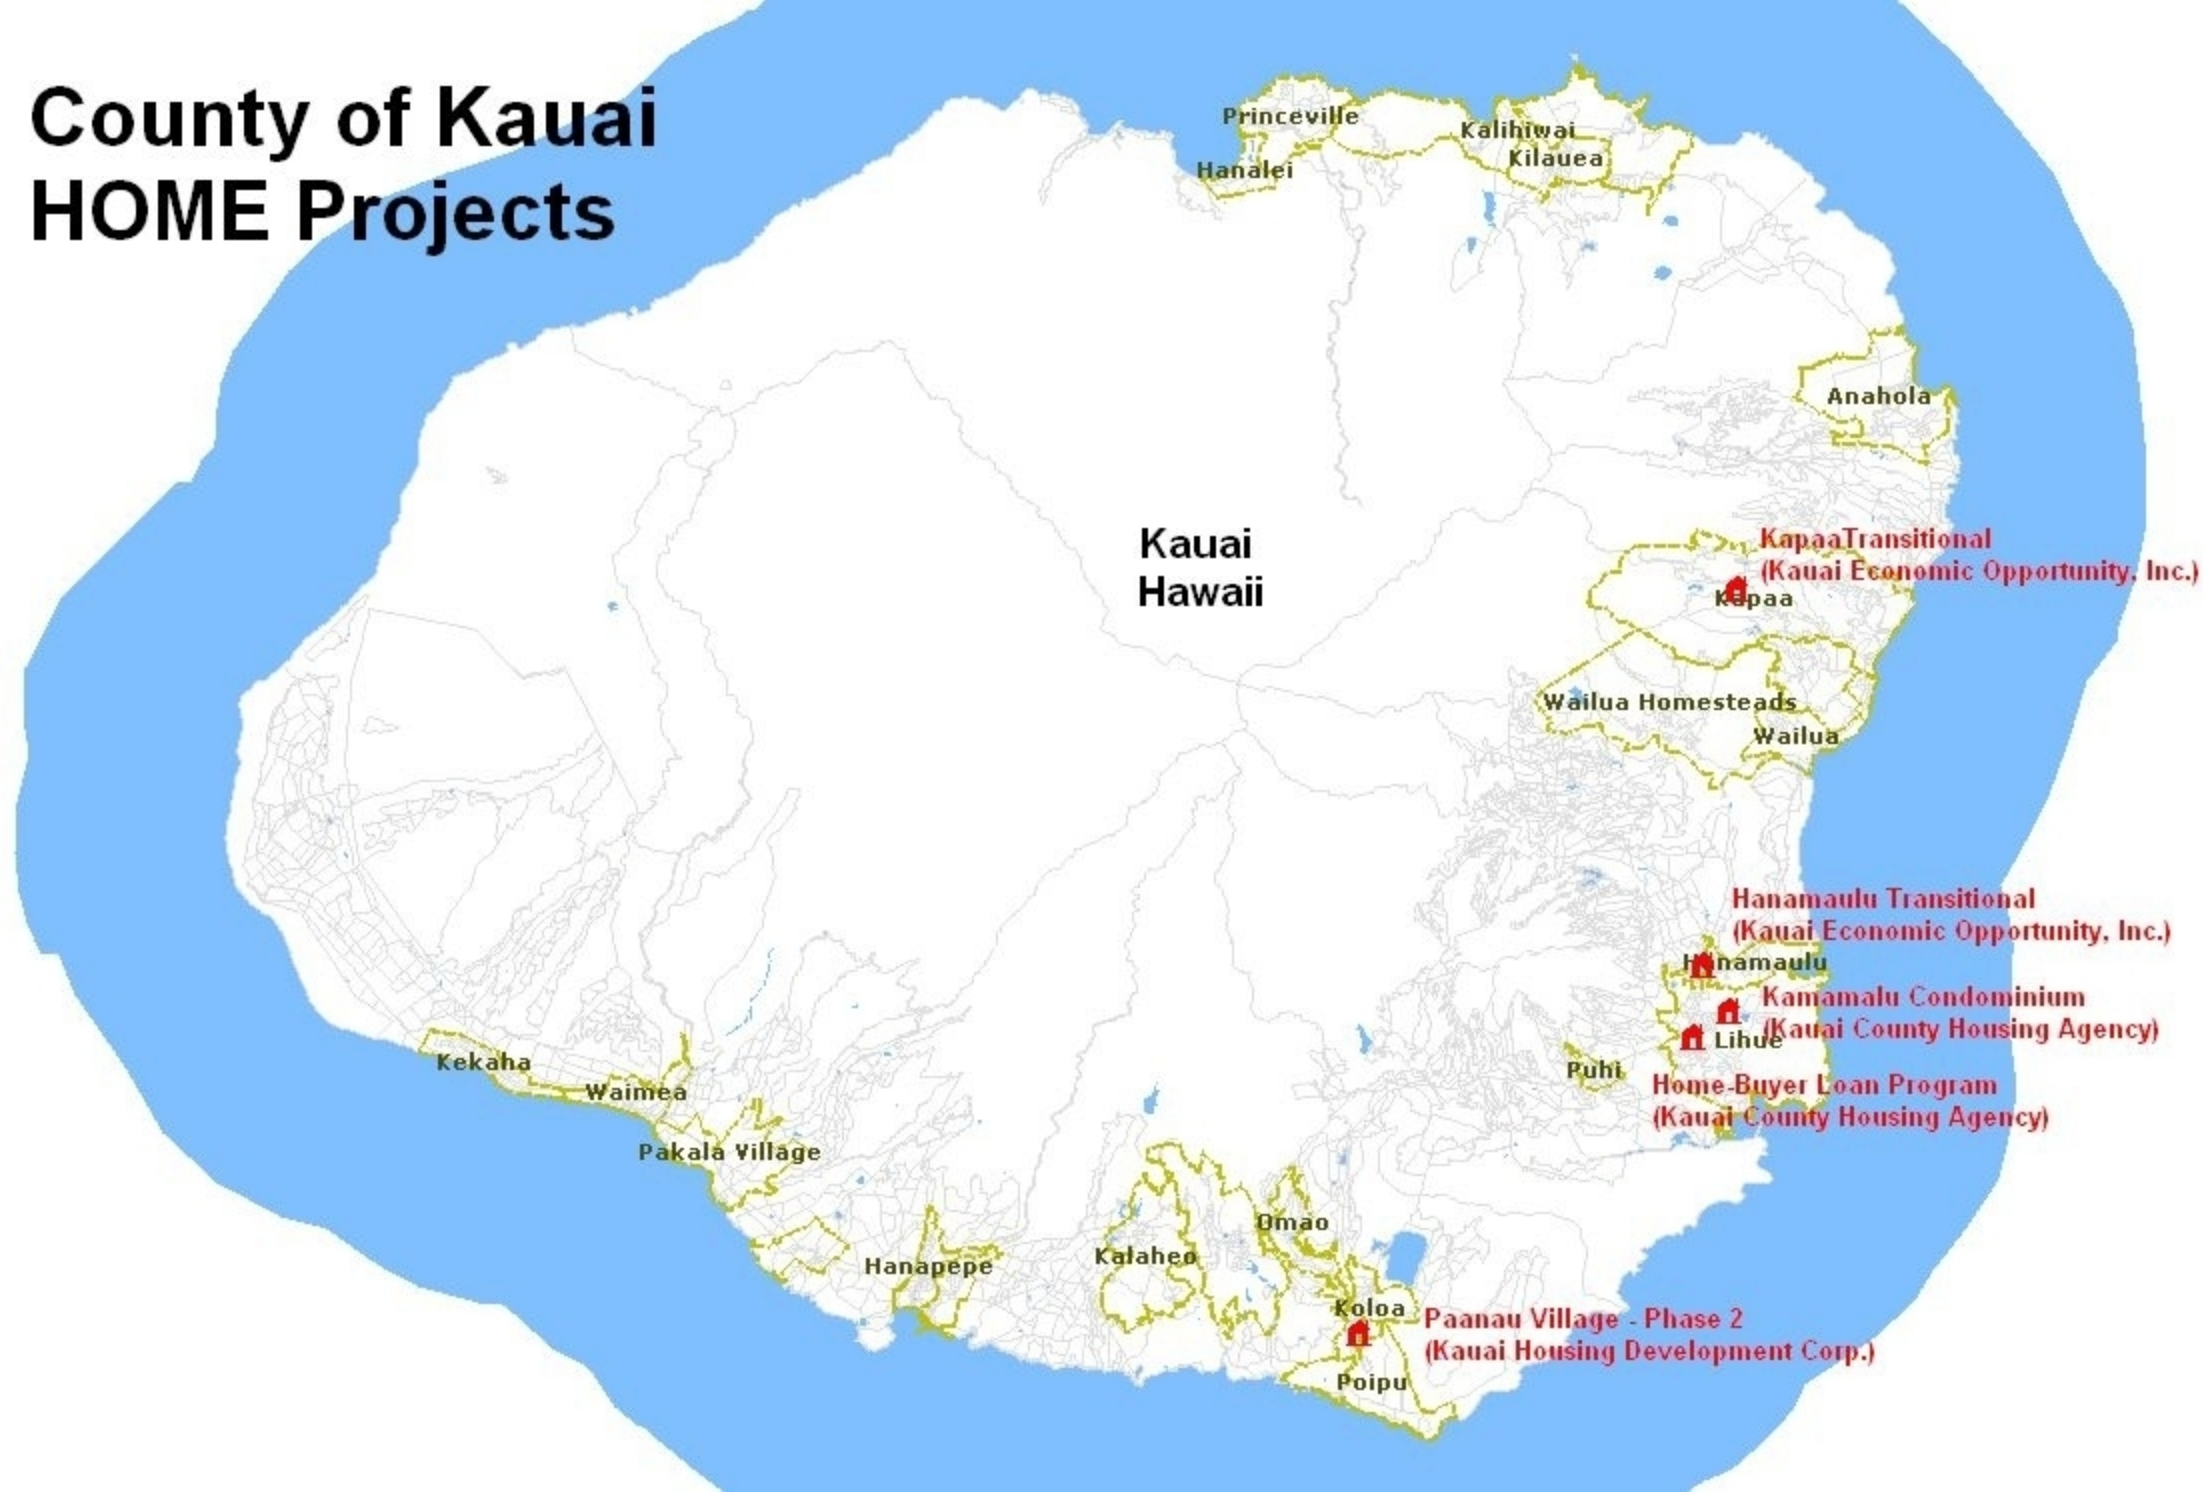 County of Kauai
HOME Projects
Princeville
Kalihiwai
Kilauea
Hanalei
Anahola
Kauai
Hawaii
KapaaTransitional
(Kauai Economic Opportunity, Inc.)
Kapaa
Wailua Homesteads
Wailua
Hanamaulu Transitional
(Kauai Economic Opportunity, Inc.)
Hanamaulu
Kamamalu Condominium
(Kauai County Housing Agency)
Lihue
Puhi
Home-Buyer Loan Program
(Kauai County Housing Agency)
Kekaha
Waimea
Pakala Village
Hanapepe
Kalaheo
Omao
Koloa
Paanau Village - Phase 2
(Kauai Housing Development Corp.)
Poipu